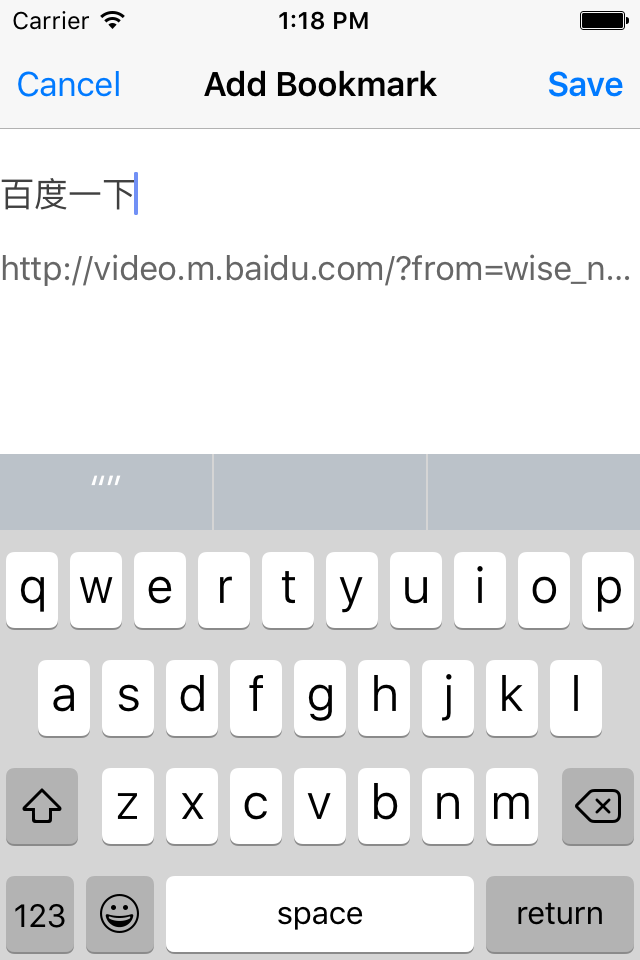 Carrier 1:18 PM
Cancel Add Bookmark Save
百度一下
http://video.m.baidu.com/?from=wise_n...
“”
q w e r t y u i o p
a s d f g h j k l
z x c v b n m
123 space return